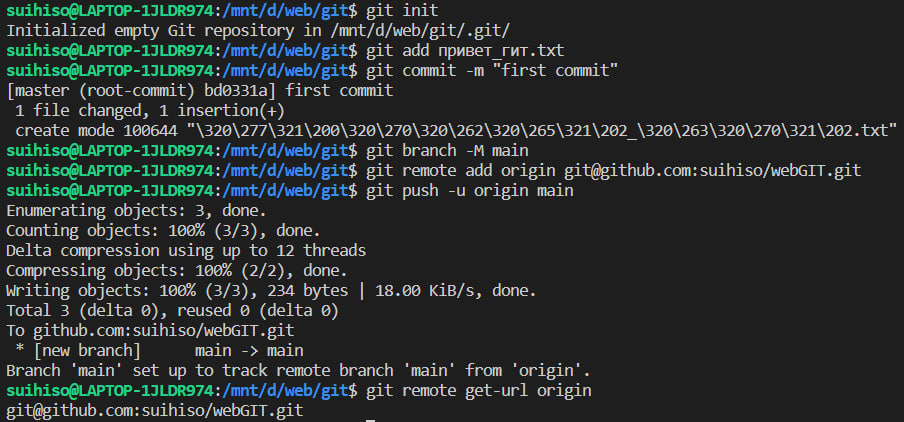 suihiso@LAPTOP-1JLDR974:/mnt/d/web/git$ git init
Initialized empty Git repository in /mnt/d/web/git/.git/
suihiso@LAPTOP-1JLDR974:/mnt/d/web/git$ git add привет_гит.txt
suihiso@LAPTOP-1JLDR974:/mnt/d/web/git$ git commit -m "first commit"
[master (root-commit) bd0331a] first commit
 1 file changed, 1 insertion(+)
 create mode 100644 "\320\277\321\200\320\270\320\262\320\265\321\202_\320\263\320\270\321\202.txt"
suihiso@LAPTOP-1JLDR974:/mnt/d/web/git$ git branch -M main
suihiso@LAPTOP-1JLDR974:/mnt/d/web/git$ git remote add origin git@github.com:suihiso/webGIT.git
suihiso@LAPTOP-1JLDR974:/mnt/d/web/git$ git push -u origin main
Enumerating objects: 3, done.
Counting objects: 100% (3/3), done.
Delta compression using up to 12 threads
Compressing objects: 100% (2/2), done.
Writing objects: 100% (3/3), 234 bytes | 18.00 KiB/s, done.
Total 3 (delta 0), reused 0 (delta 0)
To github.com:suihiso/webGIT.git
 * [new branch]      main -> main
Branch 'main' set up to track remote branch 'main' from 'origin'.
suihiso@LAPTOP-1JLDR974:/mnt/d/web/git$ git remote get-url origin
git@github.com:suihiso/webGIT.git